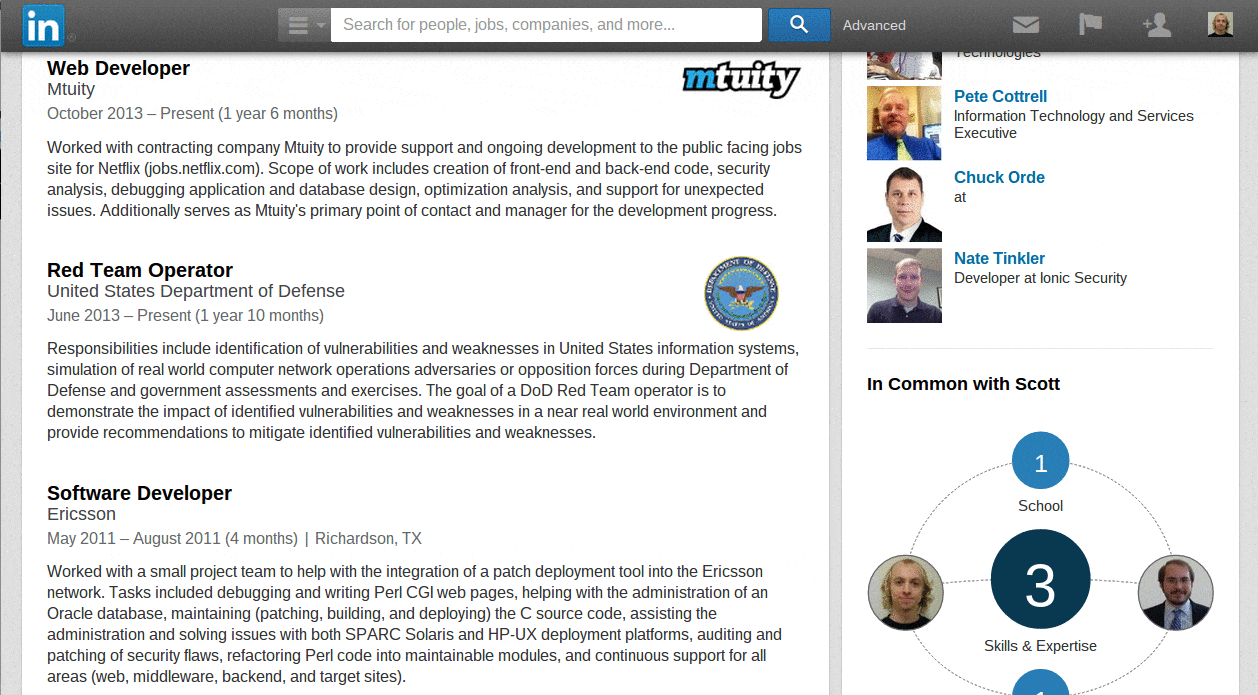 in
Search for people, jobs, companies, and more...
Advanced
Web Developer
mtuity
Mtuity
October 2013 – Present (1 year 6 months)
Worked with contracting company Mtuity to provide support and ongoing development to the public facing jobs
site for Netflix (jobs.netflix.com). Scope of work includes creation of front-end and back-end code, security
analysis, debugging application and database design, optimization analysis, and support for unexpected
issues. Additionally serves as Mtuity's primary point of contact and manager for the development progress.
Red Team Operator
United States Department of Defense
June 2013 – Present (1 year 10 months)
DEPARTMENT OF DEFENSE
UNITED STATES OF AMERICA
Responsibilities include identification of vulnerabilities and weaknesses in United States information systems,
simulation of real world computer network operations adversaries or opposition forces during Department of
Defense and government assessments and exercises. The goal of a DoD Red Team operator is to
demonstrate the impact of identified vulnerabilities and weaknesses in a near real world environment and
provide recommendations to mitigate identified vulnerabilities and weaknesses.
Software Developer
Ericsson
May 2011 – August 2011 (4 months) | Richardson, TX
Worked with a small project team to help with the integration of a patch deployment tool into the Ericsson
network. Tasks included debugging and writing Perl CGI web pages, helping with the administration of an
Oracle database, maintaining (patching, building, and deploying) the C source code, assisting the
administration and solving issues with both SPARC Solaris and HP-UX deployment platforms, auditing and
patching of security flaws, refactoring Perl code into maintainable modules, and continuous support for all
areas (web, middleware, backend, and target sites).
Technologies
Pete Cottrell
Information Technology and Services
Executive
Chuck Orde
at
Nate Tinkler
Developer at Ionic Security
In Common with Scott
1
School
3
Skills & Expertise
1